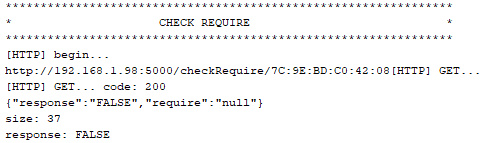 ****************************************************************
* CHECK REQUIRE *
****************************************************************
[HTTP] begin...
http://192.168.1.98:5000/checkRequire/7C:9E:BD:C0:42:08[HTTP] GET...
[HTTP] GET... code: 200
{"response":"FALSE","require":"null"}
size: 37
response: FALSE